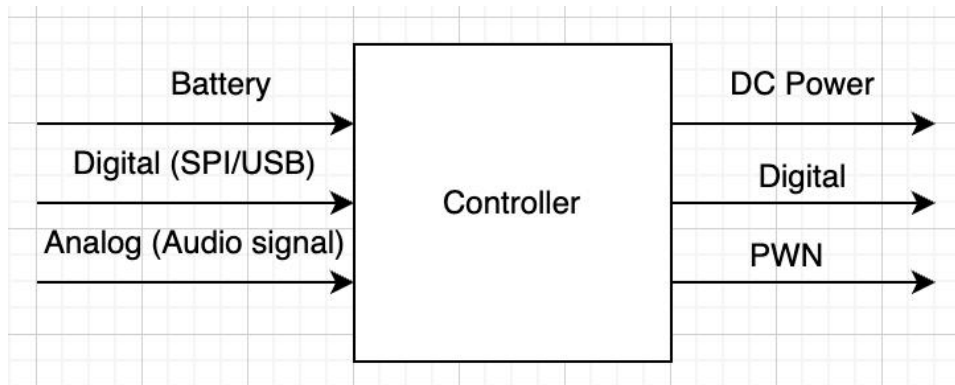 Battery
DC Power
Digital (SPI/USB)
Digital
Controller
Analog (Audio signal)
PWN